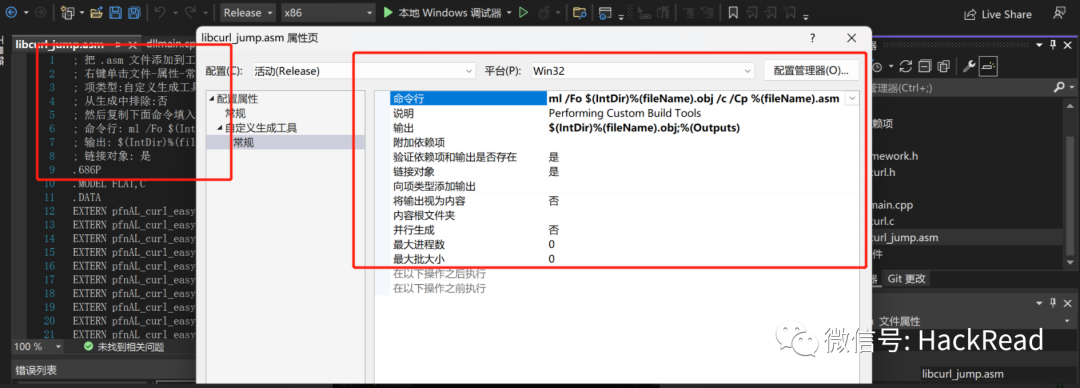 Release
x86
本地 Windows 调试器
Live Share
libcurl_jump.asm
dllmain.cp
libcurl_jump.asm 属性页
?
1 ; 把 .asm 文件添加到工
2 ; 右键单击文件-属性-常
3 ; 项类型:自定义生成工具
4 ; 从生成中排除:否
5 ; 然后复制下面命令填入
6 ; 命令行: ml /Fo $(Int
7 ; 输出: $(IntDir)%(fil
8 ; 链接对象: 是
9 .686P
10 .MODEL FLAT,C
11 .DATA
12 EXTERN pfnAL_curl_easy
13 EXTERN pfnAL_curl_easy
14 EXTERN pfnAL_curl_easy
15 EXTERN pfnAL_curl_easy
16 EXTERN pfnAL_curl_easy
17 EXTERN pfnAL_curl_easy
18 EXTERN pfnAL_curl_easy
19 EXTERN pfnAL_curl_easy
20 EXTERN pfnAL_curl_easy
21 EXTERN pfnAL_curl_easy
100 %
未找到相关问题
错误列表
配置(C):
活动(Release)
平台(P):
Win32
配置管理器(O)...
配置属性
常规
自定义生成工具
常规
命令行 ml /Fo $(IntDir)%(fileName).obj /c /Cp %(fileName).asm
说明 Performing Custom Build Tools
输出 $(IntDir)%(fileName).obj;%(Outputs)
附加依赖项
验证依赖项和输出是否存在 是
链接对象 是
向项类型添加输出
将输出视为内容 否
内容根文件夹
并行生成 否
最大进程数 0
最大批大小 0
在以下操作之后执行
在以下操作之前执行
管理器(Ctrl+;)
赖项
mework.h
curl.h
main.cpp
curl.c
curl_jump.asm
件
器
Git 更改
文件属性
微信号: HackRead
libcurl_jump.asm